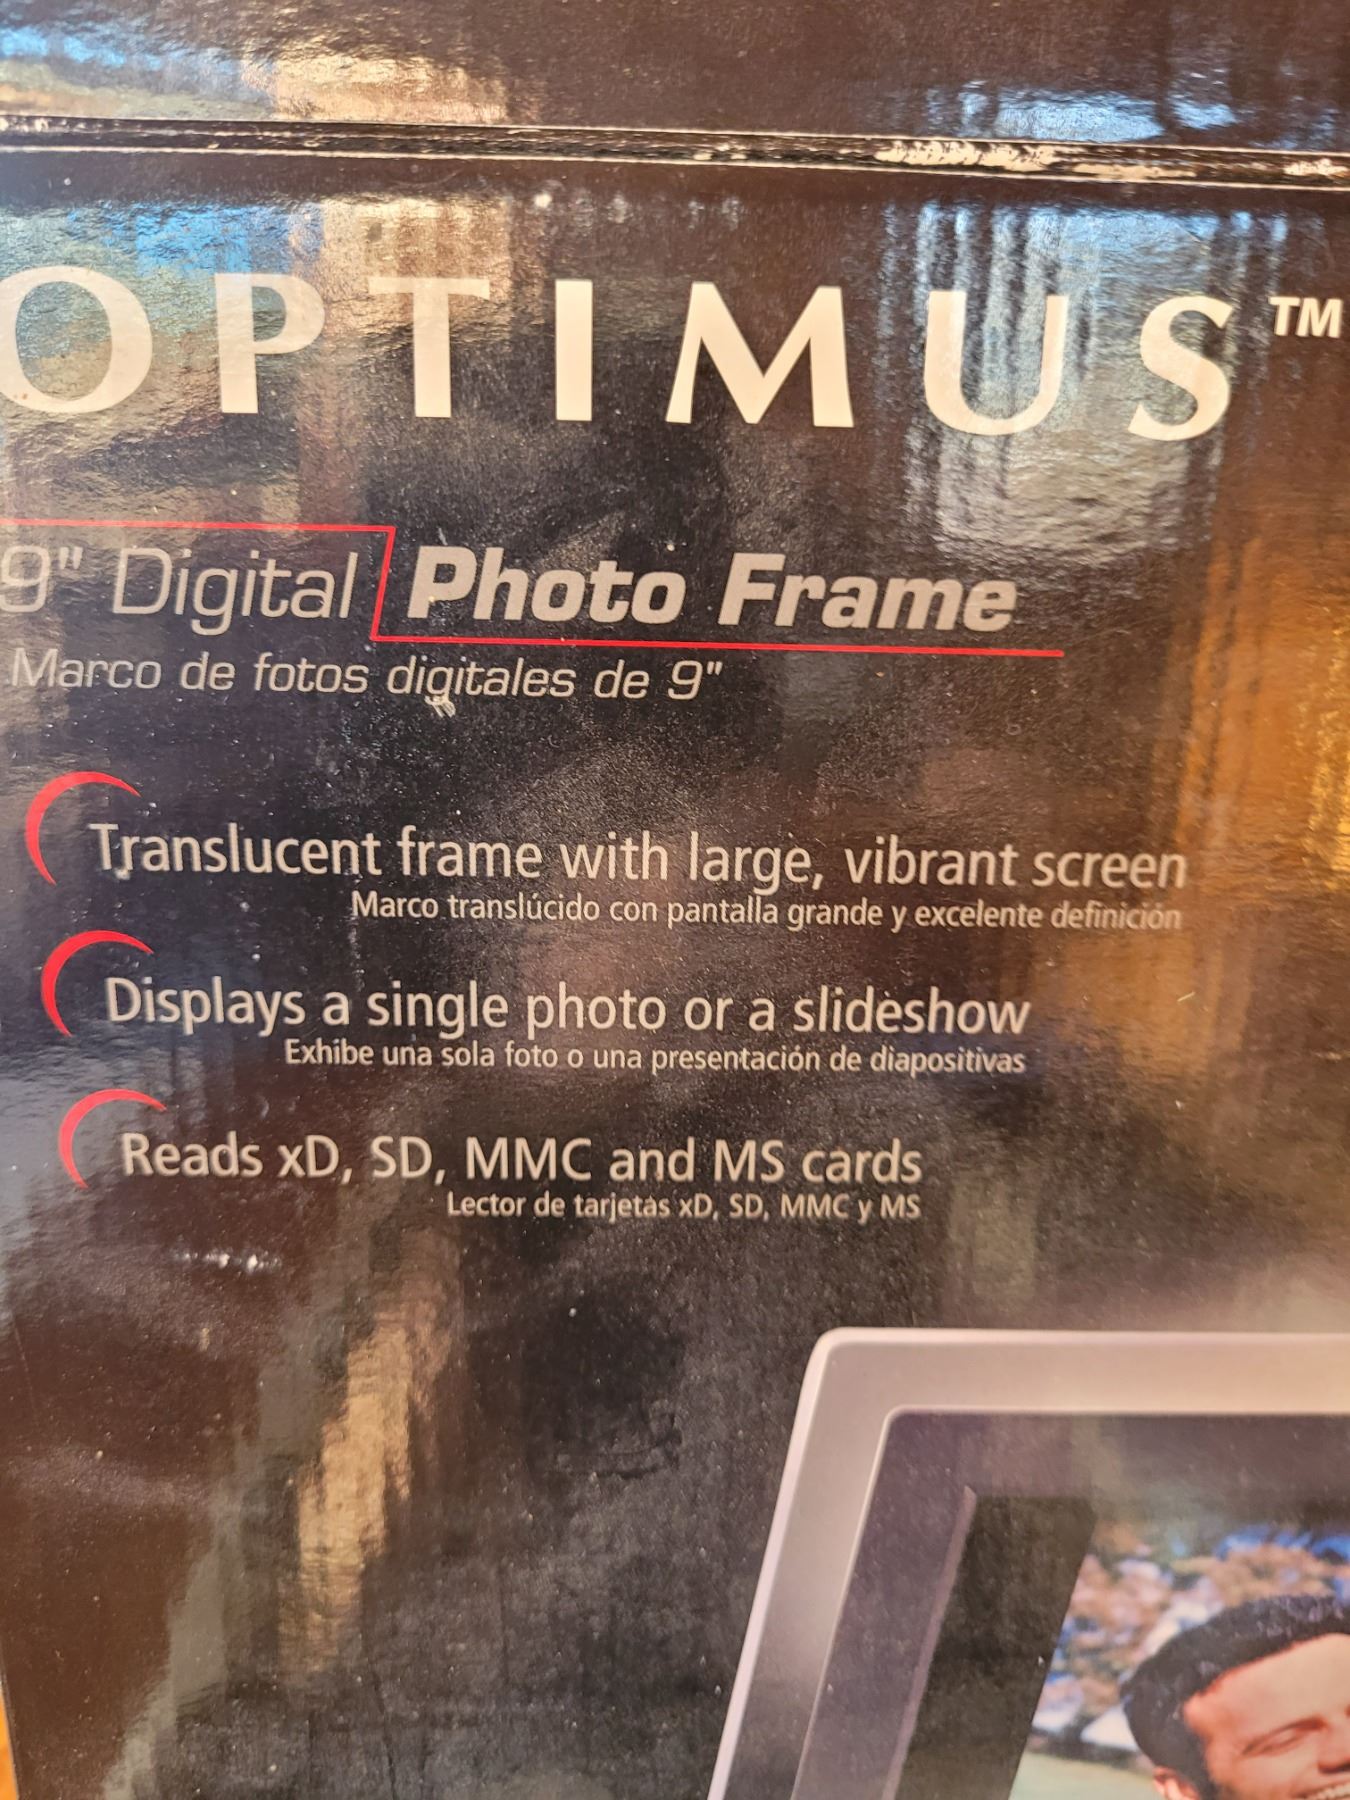 OPTIMUS™
9" Digital Photo Frame
Marco de fotos digitales de 9"
Translucent frame with large, vibrant screen
Marco translúcido con pantalla grande y excelente definición
Displays a single photo or a slideshow
Exhibe una sola foto o una presentación de diapositivas
Reads xD, SD, MMC and MS cards
Lector de tarjetas xD, SD, MMC y MS